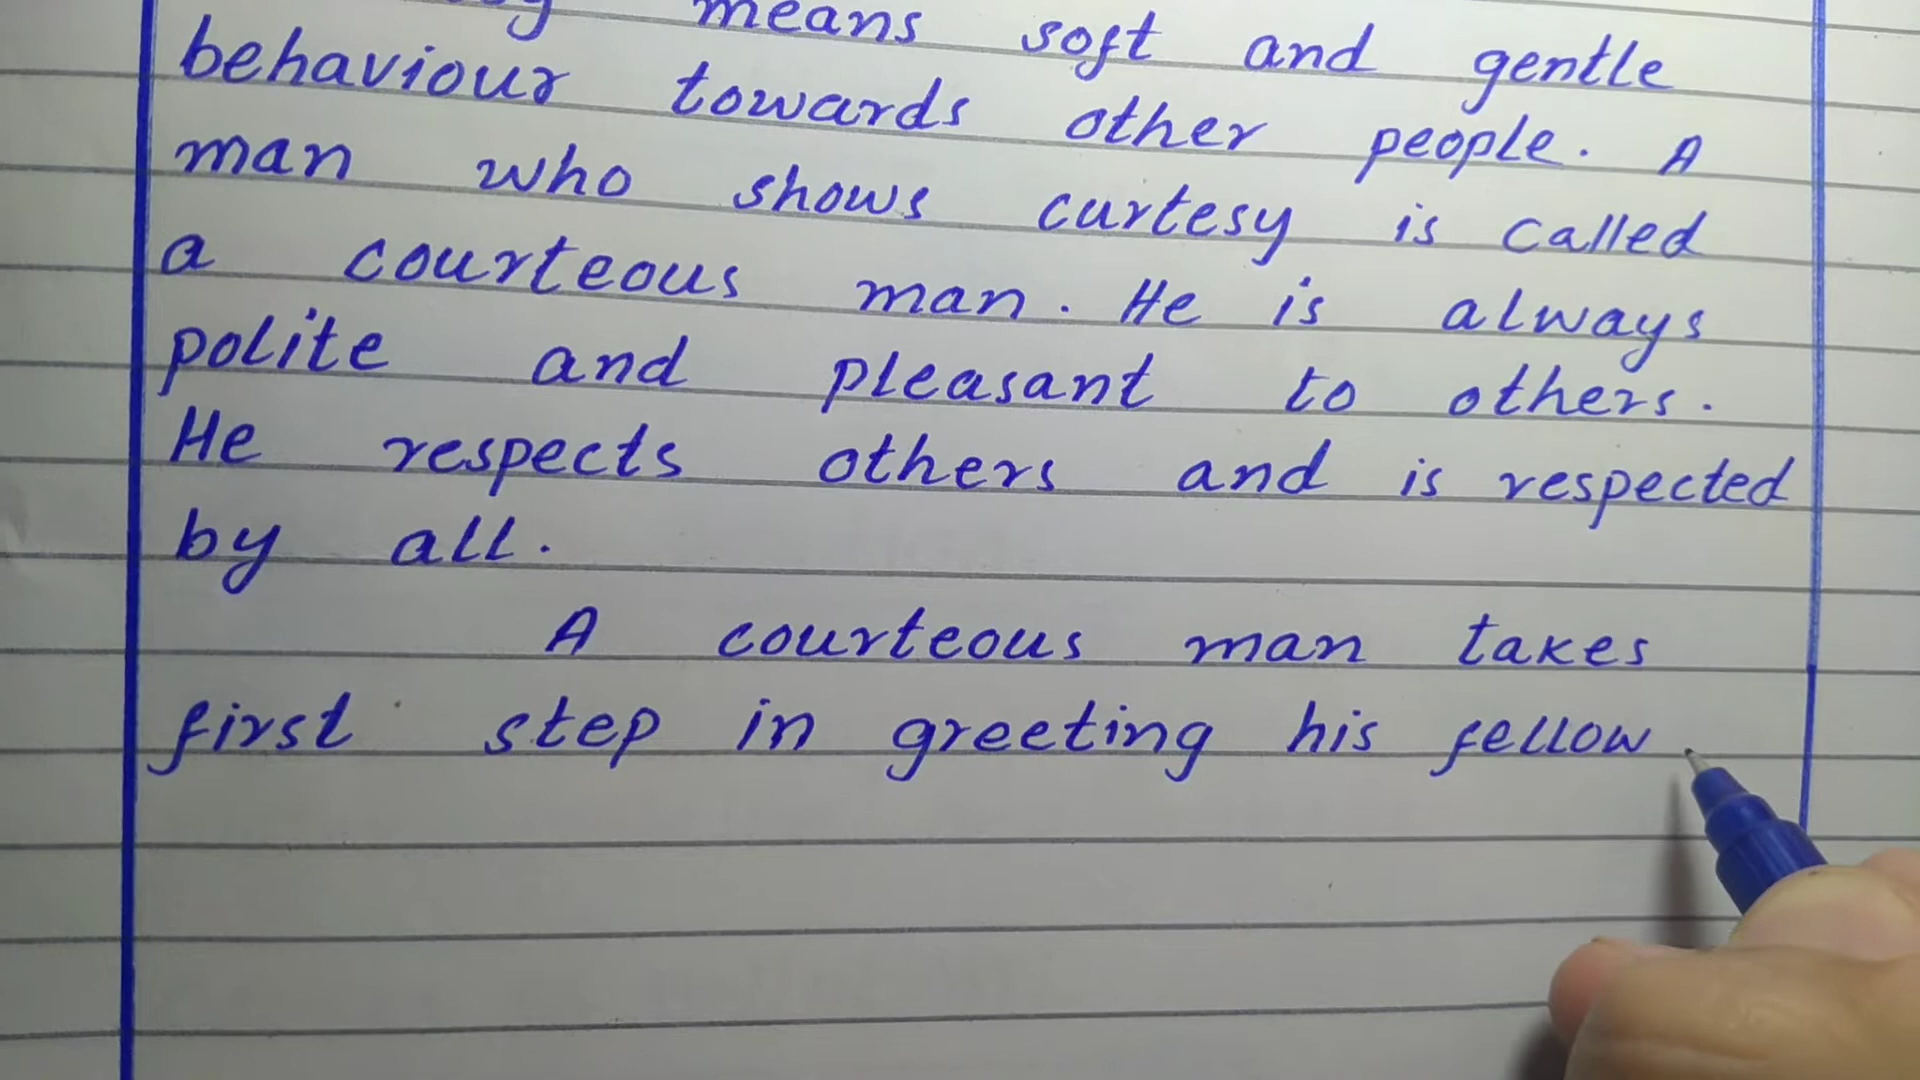 means soft and gentle
behaviour towards other people. A
man who shows curtesy is called
a courteous man. He is always
polite and pleasant to others.
He respects others and is respected
by all.
A courteous man takes
first step in greeting his fellow